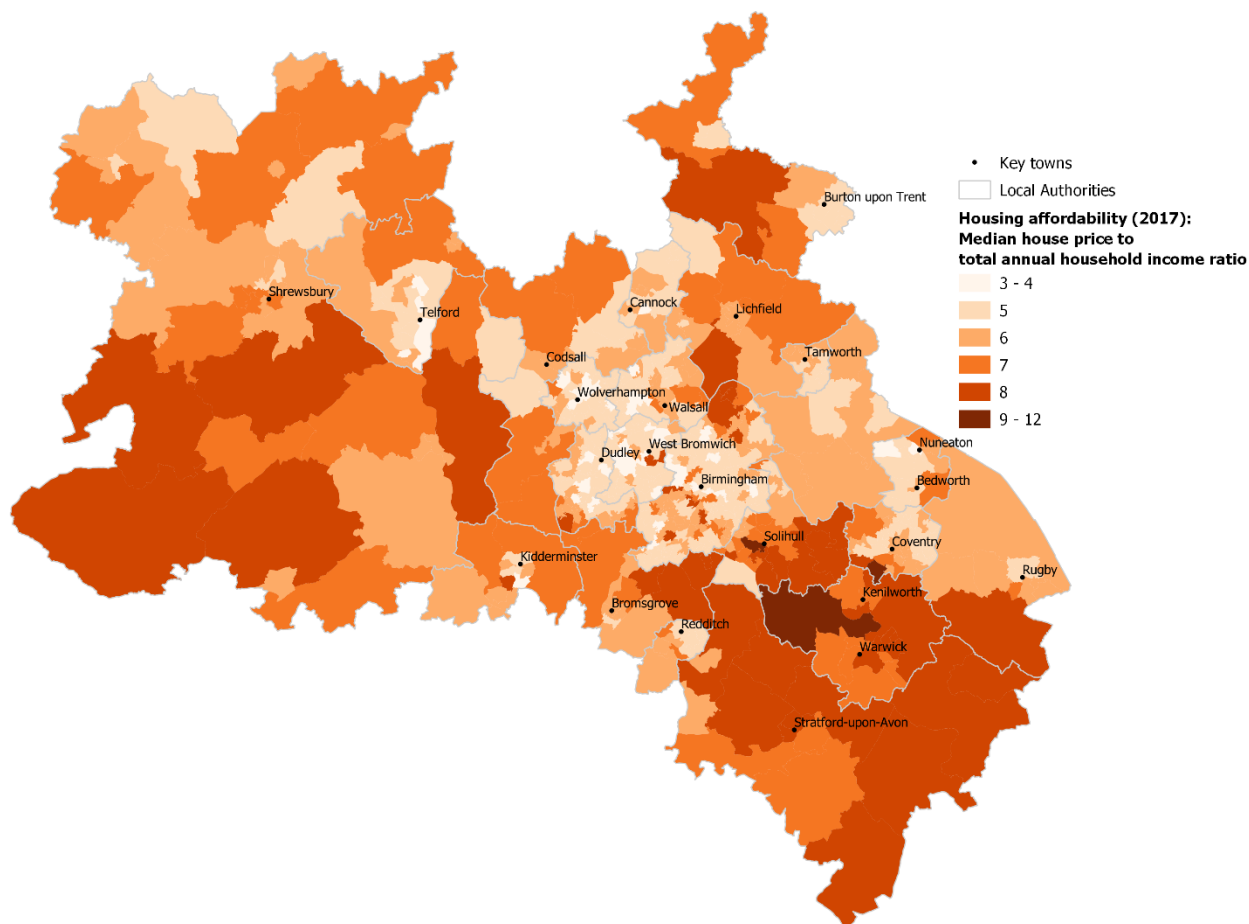 Key towns
Local Authorities
Housing affordability (2017):
Median house price to
total annual household income ratio
3 - 4
5
6
7
8
9 - 12
Burton upon Trent
Shrewsbury
Telford
Cannock
Lichfield
Codsall
Tamworth
Wolverhampton
Walsall
Dudley
West Bromwich
Nuneaton
Birmingham
Bedworth
Solihull
Coventry
Kidderminster
Rugby
Bromsgrove
Kenilworth
Redditch
Warwick
Stratford-upon-Avon